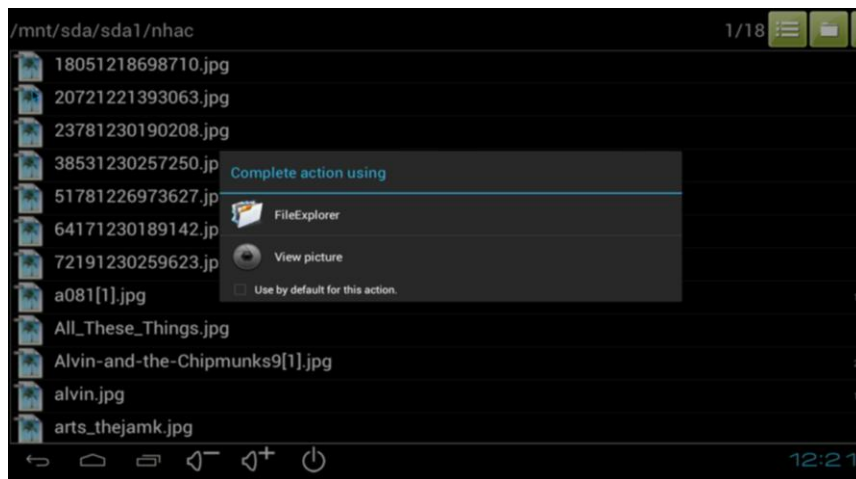 /mnt/sda/sda1/nhac 1/18
18051218698710.jpg
20721221393063.jpg
23781230190208.jpg
38531230257250.jp
Complete action using
51781226973627.jp
FileExplorer
64171230189142.jp
View picture
72191230259623.jp
Use by default for this action.
a081[1].jpg
All_These_Things.jpg
Alvin-and-the-Chipmunks9[1].jpg
alvin.jpg
arts_thejamk.jpg
12:21